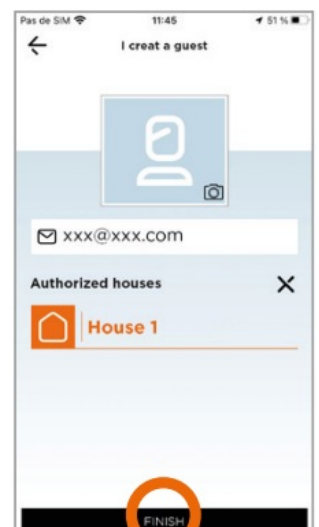 Pas de SIM 11:45 51 %
I creat a guest
xxx@xxx.com
Authorized houses
House 1
FINISH